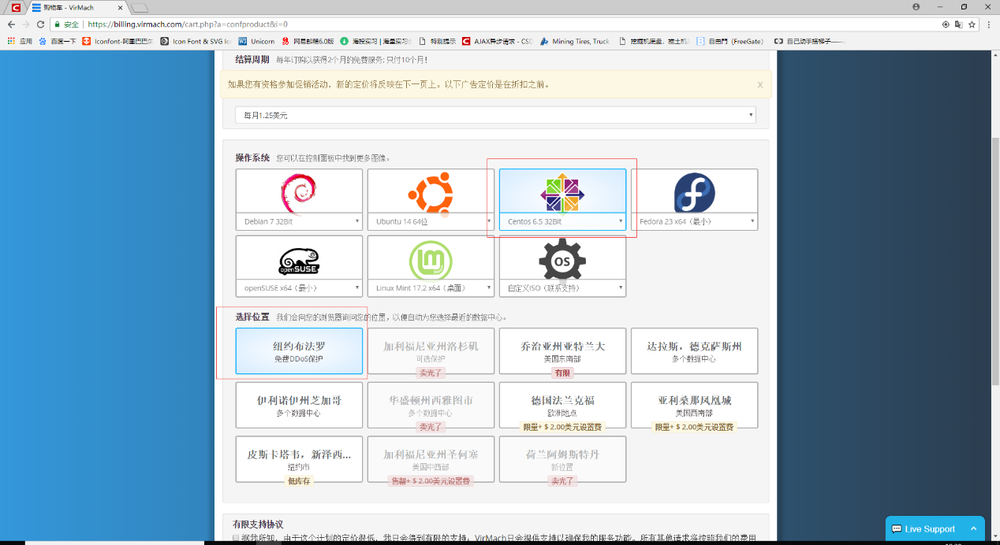 购物车 - VirMach
安全 https://billing.virmach.com/cart.php?a=confproduct&i=0
应用 百度一下 Iconfont-阿里巴巴矢 Icon Font & SVG Ic Unicorn 网易邮箱6.0版 海投实习 | 海量实习生 特别提示 AJAX异步请求 - CSD Mining Tires, Truck 挖掘机底盘，推土机 自由門（FreeGate） 自己动手搭梯子——
结算周期 每年订购以获得2个月的免费服务; 只付10个月!
如果您有资格参加促销活动，新的定价将反映在下一页上。以下广告定价是在折扣之前。 X
每月1.25美元
操作系统 您可以在控制面板中找到更多图像。
Debian 7 32Bit
Ubuntu 14 64位
Centos 6.5 32Bit
Fedora 23 x64（最小）
openSUSE
OS
openSUSE x64（最小）
Linux Mint 17.2 x64（桌面）
自定义ISO（联系支持）
选择位置 我们会向您的浏览器询问您的位置，以便自动为您选择最近的数据中心。
纽约布法罗
免费DDoS保护
加利福尼亚州洛杉矶
可选保护
卖光了
乔治亚州亚特兰大
美国东南部
有限
达拉斯，德克萨斯州
多个数据中心
伊利诺伊州芝加哥
多个数据中心
华盛顿州西雅图市
多个数据中心
卖光了
德国法兰克福
欧洲地点
限量+ $ 2.00美元设置费
亚利桑那凤凰城
美国西南部
限量+ $ 2.00美元设置费
皮斯卡塔韦，新泽西...
纽约市
低库存
加利福尼亚州圣何塞
美国中西部
售罄+ $ 2.00美元设置费
荷兰阿姆斯特丹
新位置
卖光了
有限支持协议
据我所知，由于这个计划的定价很低，我只会得到有限的支持，VirMach只会提供支持以确保我的服务功能。所有其他请求将按照我们的费用
Live Support